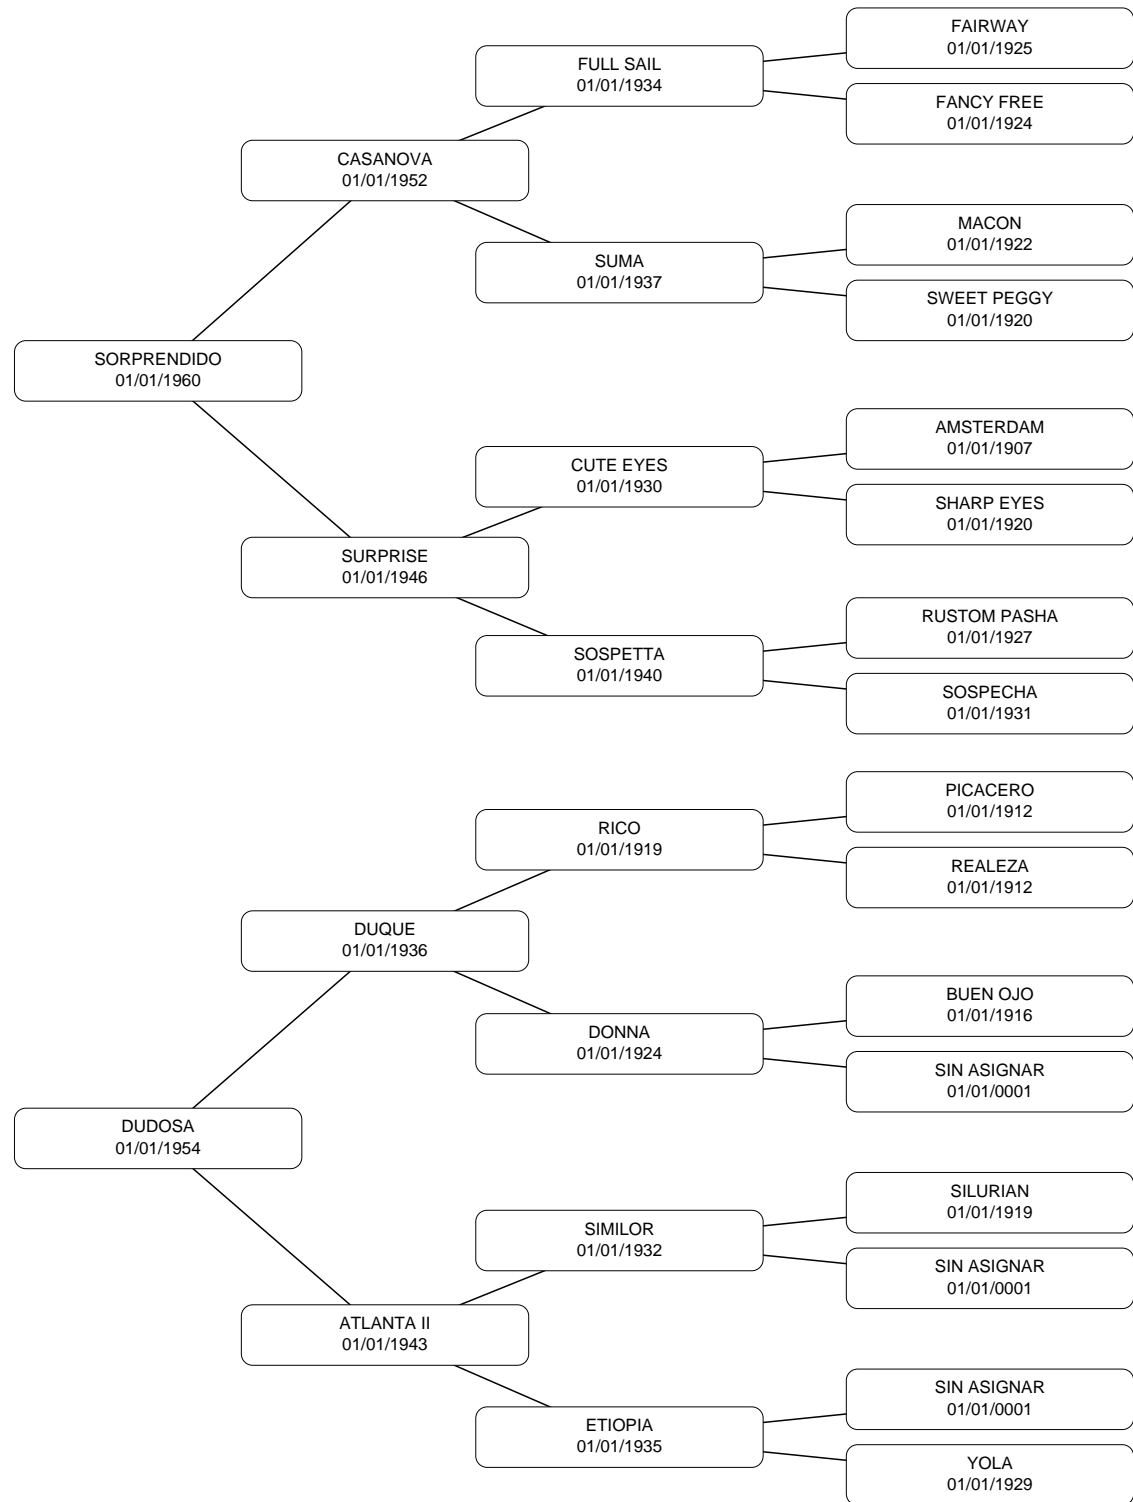 FAIRWAY
01/01/1925
FULL SAIL
01/01/1934
FANCY FREE
01/01/1924
CASANOVA
01/01/1952
MACON
01/01/1922
SUMA
01/01/1937
SWEET PEGGY
01/01/1920
SORPRENDIDO
01/01/1960
AMSTERDAM
01/01/1907
CUTE EYES
01/01/1930
SHARP EYES
01/01/1920
SURPRISE
01/01/1946
RUSTOM PASHA
01/01/1927
SOSPETTA
01/01/1940
SOSPECHA
01/01/1931
PICACERO
01/01/1912
RICO
01/01/1919
REALEZA
01/01/1912
DUQUE
01/01/1936
BUEN OJO
01/01/1916
DONNA
01/01/1924
SIN ASIGNAR
01/01/0001
DUDOSA
01/01/1954
SILURIAN
01/01/1919
SIMILOR
01/01/1932
SIN ASIGNAR
01/01/0001
ATLANTA II
01/01/1943
SIN ASIGNAR
01/01/0001
ETIOPIA
01/01/1935
YOLA
01/01/1929